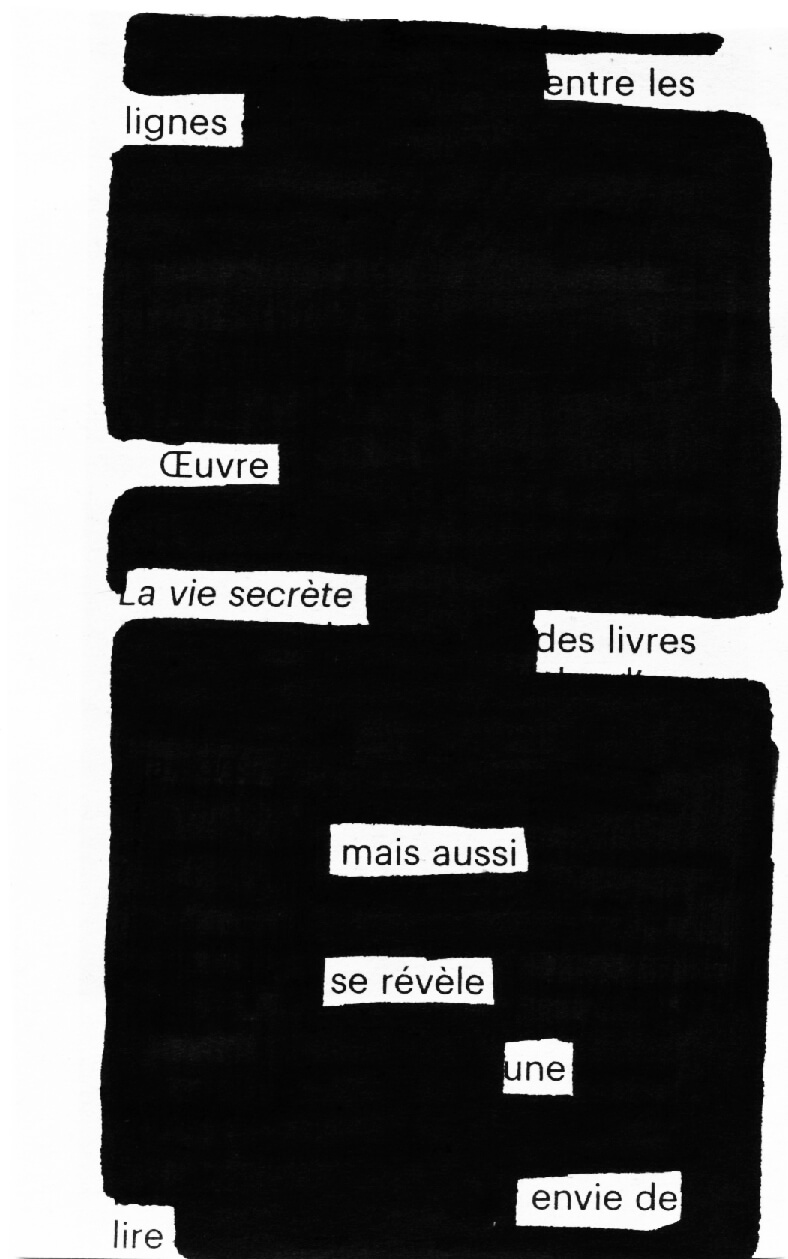 entre les
lignes
Œuvre
La vie secrète
des livres
mais aussi
se révèle
une
envie de
lire